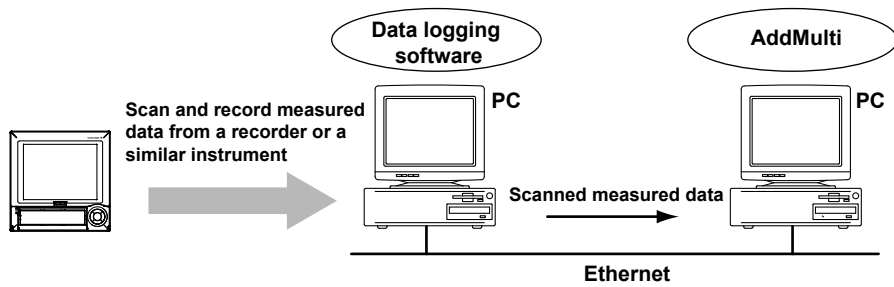 Data logging
software
AddMulti
PC
PC
Scan and record measured
data from a recorder or a
similar instrument
Scanned measured data
Ethernet